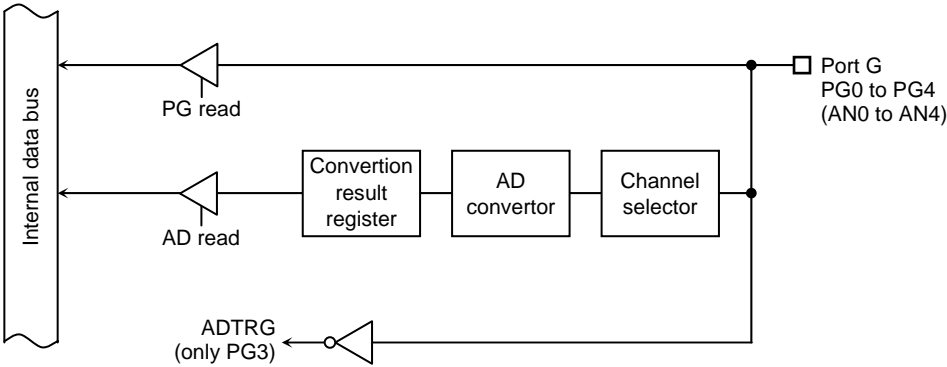 Internal data bus
PG read
Port G
PG0 to PG4
(AN0 to AN4)
AD read
Convertion
result
register
AD
convertor
Channel
selector
ADTRG
(only PG3)